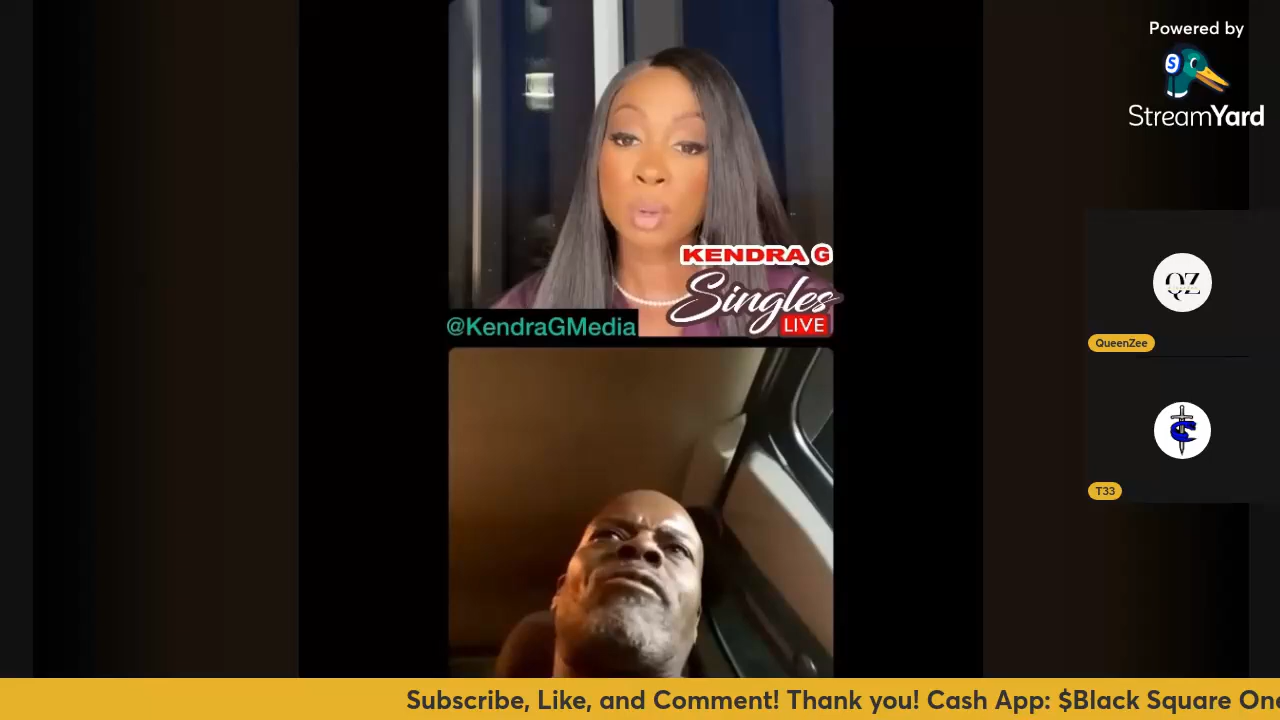 Powered by
StreamYard
KENDRA G
Singles
LIVE
@KendraGMedia
QZ
QueenZee
T33
Subscribe, Like, and Comment! Thank you! Cash App: $Black Square One